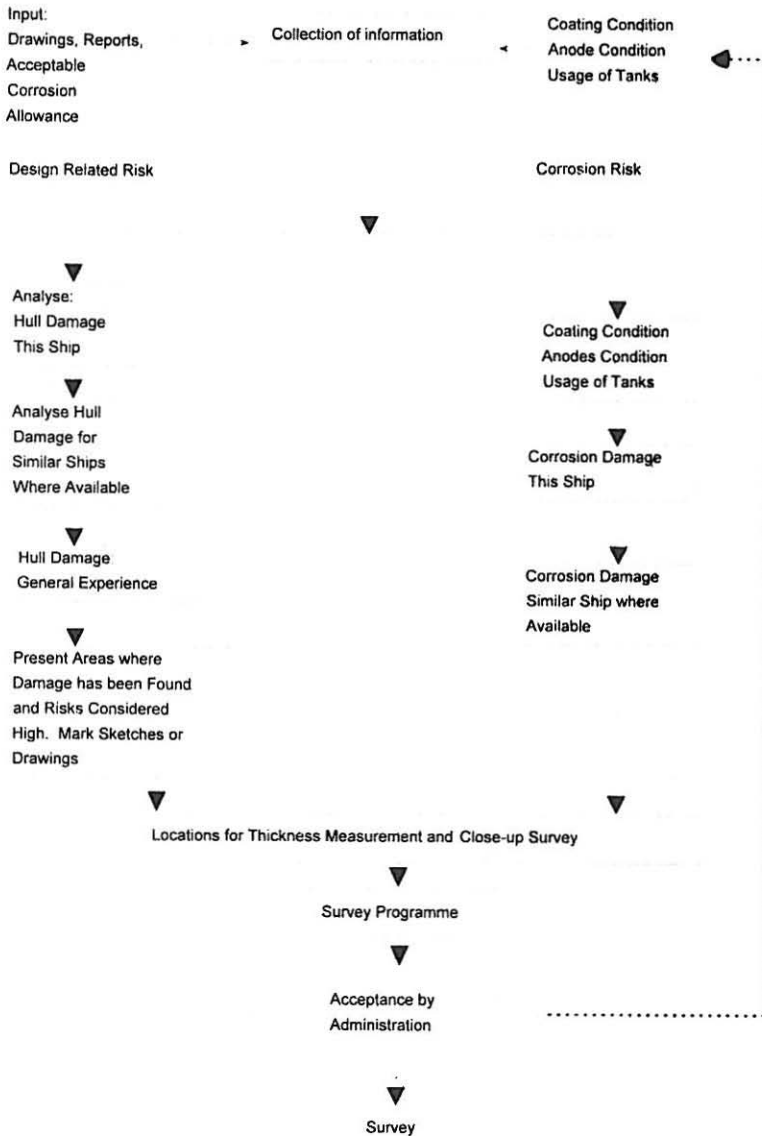 Input:
Drawings, Reports,
Acceptable
Corrosion
Allowance
Collection of information
Coating Condition
Anode Condition
Usage of Tanks
Design Related Risk
Corrosion Risk
Analyse:
Hull Damage
This Ship
Analyse Hull
Damage for
Similar Ships
Where Available
Hull Damage
General Experience
Present Areas where
Damage has been Found
and Risks Considered
High. Mark Sketches or
Drawings
Coating Condition
Anodes Condition
Usage of Tanks
Corrosion Damage
This Ship
Corrosion Damage
Similar Ship where
Available
Locations for Thickness Measurement and Close-up Survey
Survey Programme
Acceptance by
Administration
Survey